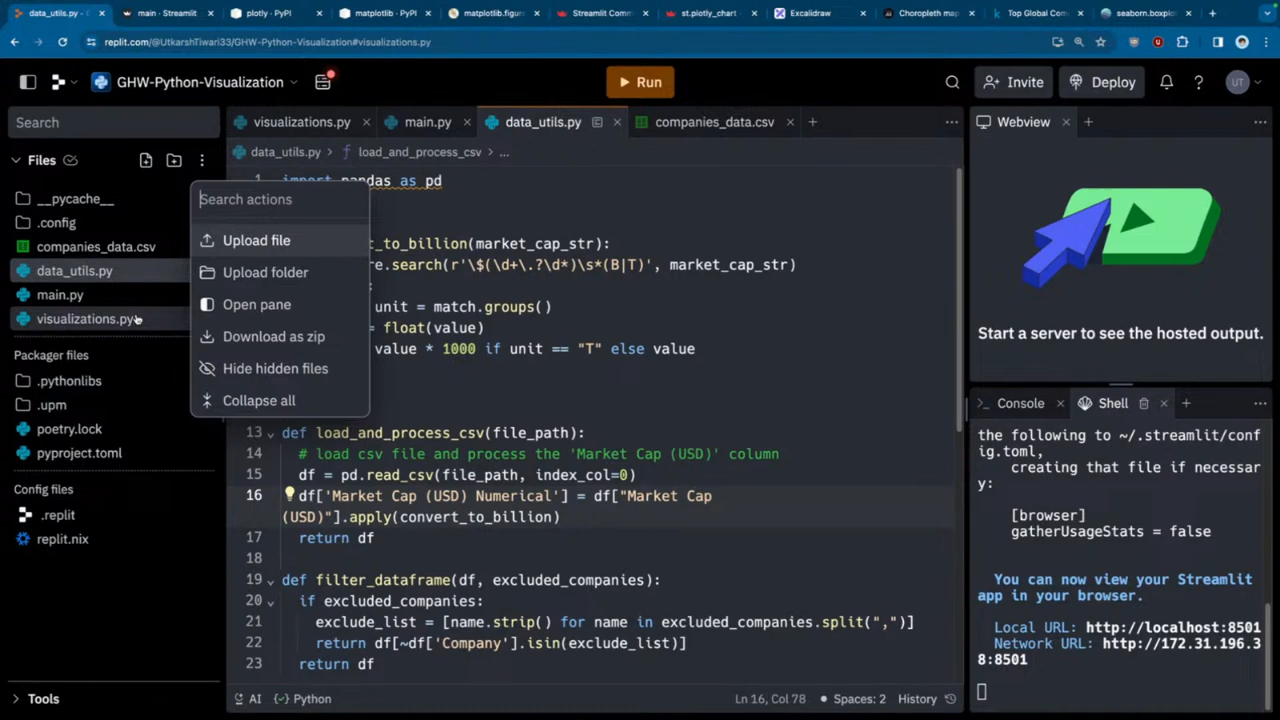 data_utils.py -
main - Streamlit
plotly · PyPI
matplotlib · PyPI
matplotlib.figure
Streamlit Comm
st.plotly_chart -
Excalidraw
Choropleth map
Top Global Com
seaborn.boxplo
replit.com/@UtkarshTiwari33/GHW-Python-Visualization#visualizations.py
GHW-Python-Visualization
Run
Invite
Deploy
?
UT
Search
visualizations.py
main.py
data_utils.py
companies_data.csv
Webview
Files
data_utils.py > load_and_process_csv > ...
__pycache__
.config
companies_data.csv
data_utils.py
main.py
visualizations.py
Packager files
.pythonlibs
.upm
poetry.lock
pyproject.toml
Config files
.replit
replit.nix
Tools
Search actions
Upload file
Upload folder
Open pane
Download as zip
Hide hidden files
Collapse all
1 import pandas as pd
t_to_billion(market_cap_str):
re.search(r'\$(\d+\.?\d*)\s*(B|T)', market_cap_str)
:
unit = match.groups()
= float(value)
value * 1000 if unit == "T" else value
13 def load_and_process_csv(file_path):
14 # load csv file and process the 'Market Cap (USD)' column
15 df = pd.read_csv(file_path, index_col=0)
16 df['Market Cap (USD) Numerical'] = df["Market Cap
(USD)"].apply(convert_to_billion)
17 return df
18
19 def filter_dataframe(df, excluded_companies):
20 if excluded_companies:
21 exclude_list = [name.strip() for name in excluded_companies.split(",")]
22 return df[~df['Company'].isin(exclude_list)]
23 return df
AI
Python
Ln 16, Col 78
Spaces: 2
History
Start a server to see the hosted output.
Console
Shell
the following to ~/.streamlit/conf
ig.toml,
creating that file if necessar
y:
[browser]
gatherUsageStats = false
You can now view your Streamlit
app in your browser.
Local URL: http://localhost:8501
Network URL: http://172.31.196.3
8:8501